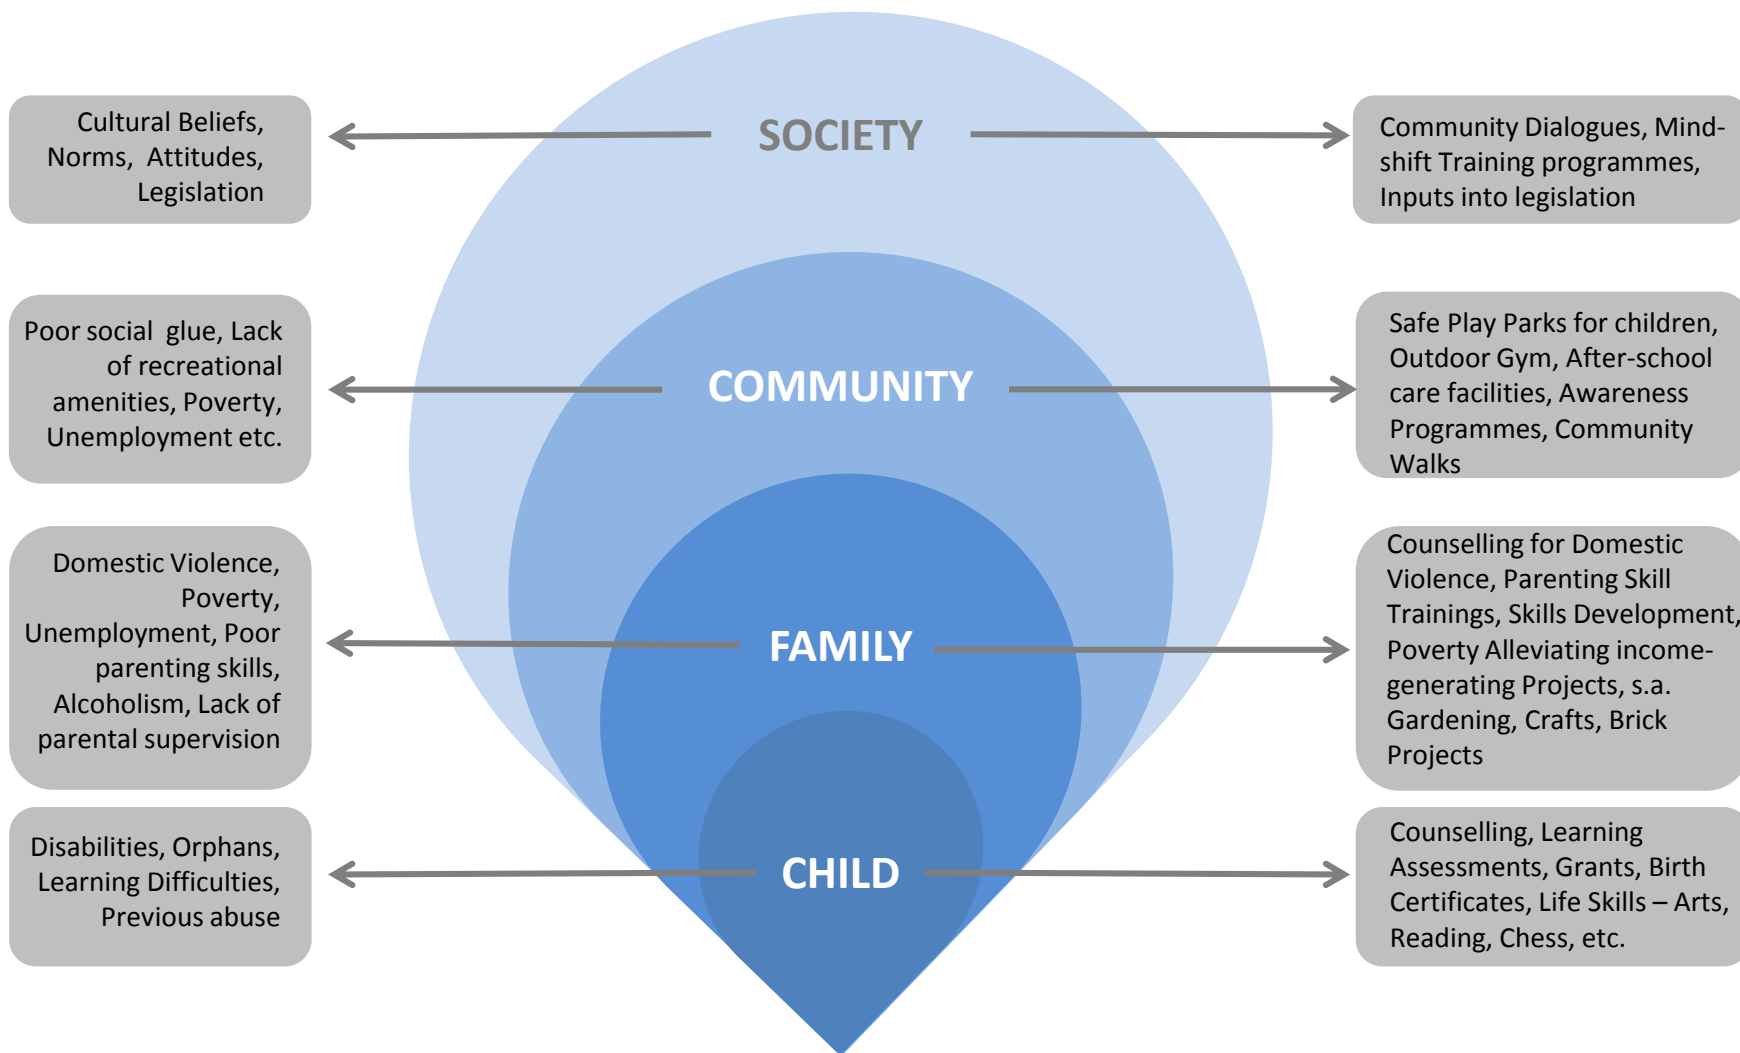 Cultural Beliefs,
Norms, Attitudes,
Legislation
SOCIETY
Community Dialogues, Mind-
shift Training programmes,
Inputs into legislation
Poor social glue, Lack
of recreational
amenities, Poverty,
Unemployment etc.
COMMUNITY
Safe Play Parks for children,
Outdoor Gym, After-school
care facilities, Awareness
Programmes, Community
Walks
Domestic Violence,
Poverty,
Unemployment, Poor
parenting skills,
Alcoholism, Lack of
parental supervision
FAMILY
Counselling for Domestic
Violence, Parenting Skill
Trainings, Skills Development,
Poverty Alleviating income-
generating Projects, s.a.
Gardening, Crafts, Brick
Projects
Disabilities, Orphans,
Learning Difficulties,
Previous abuse
CHILD
Counselling, Learning
Assessments, Grants, Birth
Certificates, Life Skills – Arts,
Reading, Chess, etc.